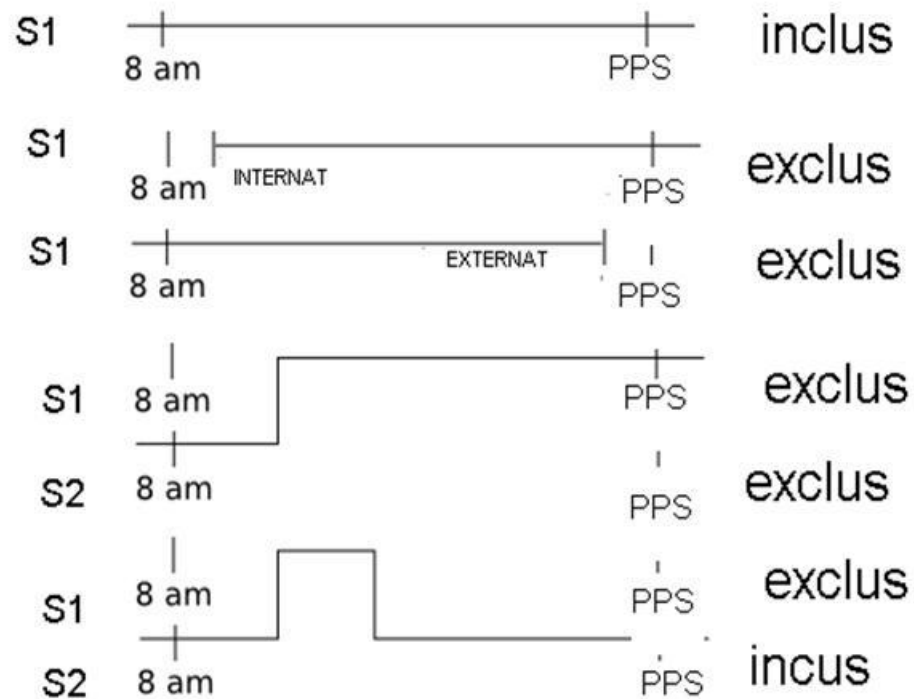 S1 inclus
8 am PPS
S1 exclus
8 am INTERNAT PPS
S1 EXTERNAT exclus
8 am PPS
S1 8 am PPS exclus
S2 8 am PPS exclus
S1 8 am PPS exclus
S2 8 am PPS incus